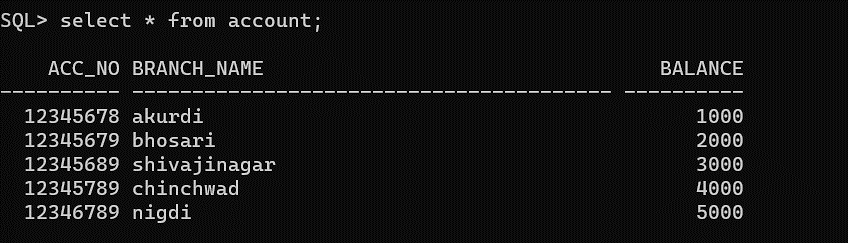 SQL> select * from account;
ACC_NO BRANCH_NAME BALANCE
---------- ---------------------------------------- ----------
12345678 akurdi 1000
12345679 bhosari 2000
12345689 shivajinagar 3000
12345789 chinchwad 4000
12346789 nigdi 5000